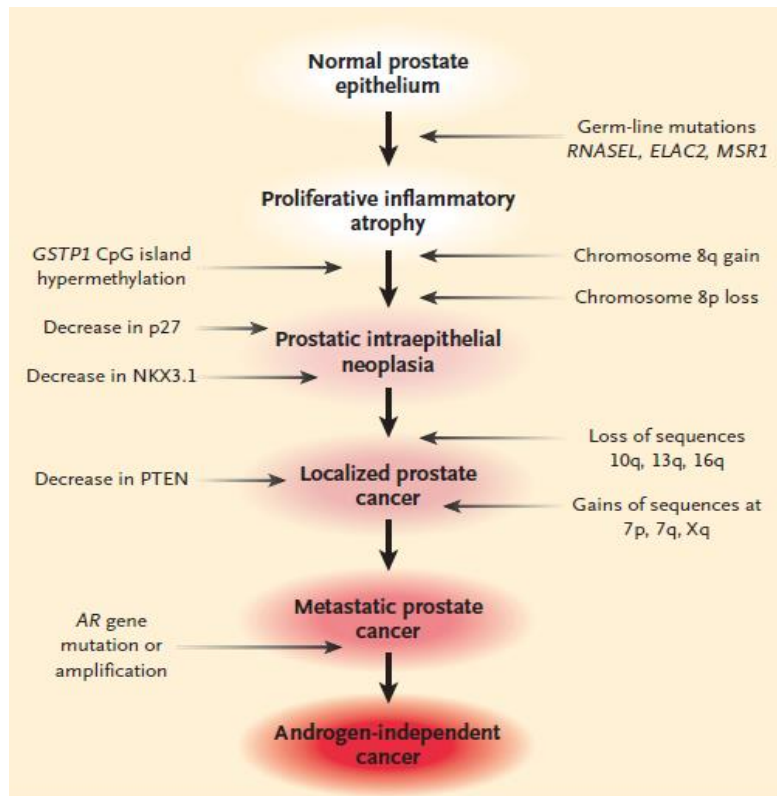 Normal prostate
epithelium
Germ-line mutations
RNASEL, ELAC2, MSR1
Proliferative inflammatory
atrophy
GSTP1 CpG island
hypermethylation
Chromosome 8q gain
Chromosome 8p loss
Decrease in p27
Prostatic intraepithelial
neoplasia
Decrease in NKX3.1
Loss of sequences
10q, 13q, 16q
Decrease in PTEN
Localized prostate
cancer
Gains of sequences at
7p, 7q, Xq
Metastatic prostate
cancer
AR gene
mutation or
amplification
Androgen-independent
cancer